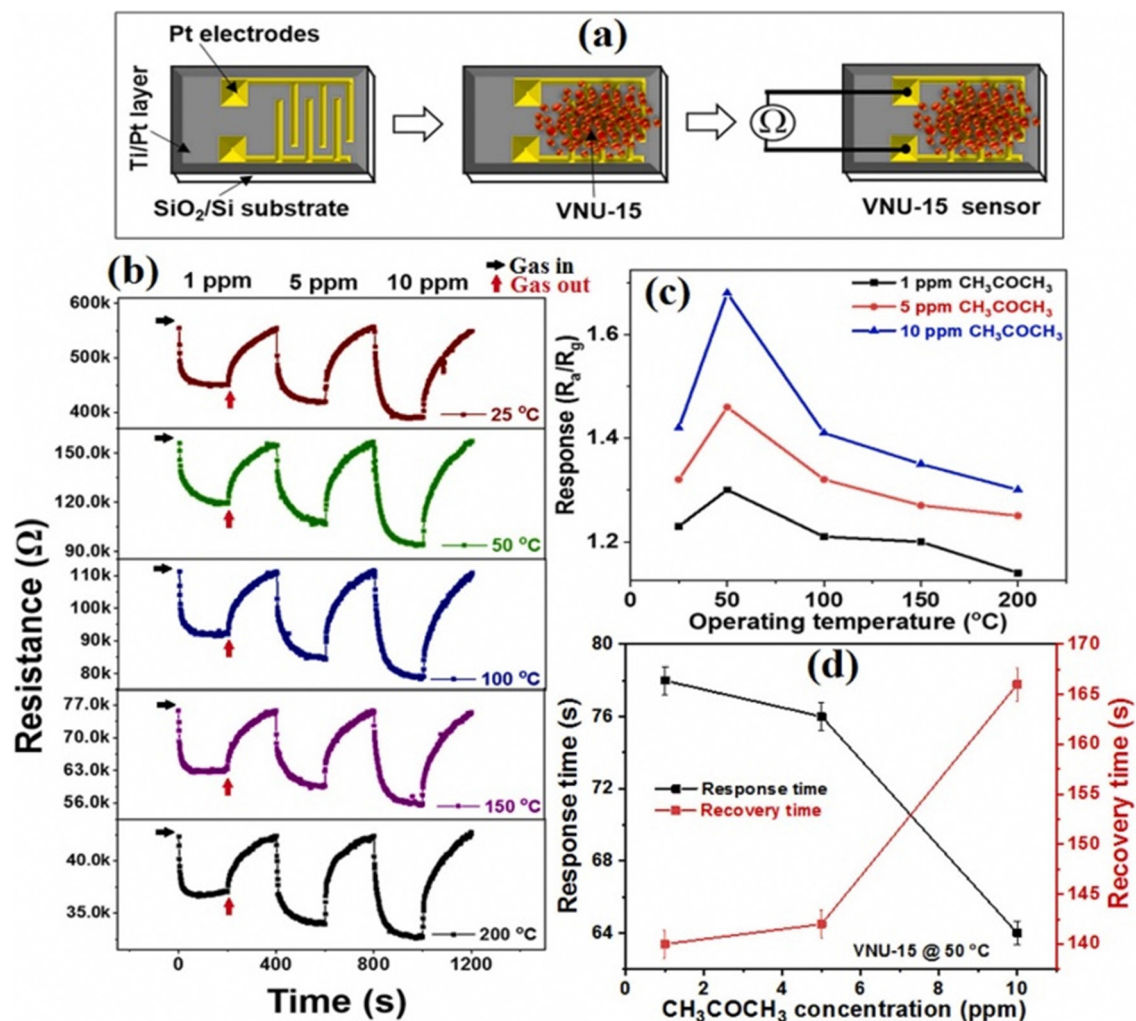 (a)
Pt electrodes
Ti/Pt layer
SiO₂/Si substrate
VNU-15
Ω
VNU-15 sensor
(b)
Gas in
Gas out
1 ppm 5 ppm 10 ppm
600k
500k
400k
25 °C
150.0k
120.0k
90.0k
50 °C
110k
100k
90k
80k
100 °C
77.0k
70.0k
63.0k
56.0k
150 °C
40.0k
35.0k
200 °C
0 400 800 1200
Time (s)
Resistance (Ω)
(c)
1 ppm CH₃COCH₃
5 ppm CH₃COCH₃
10 ppm CH₃COCH₃
1.6
1.4
1.2
Response (Rₐ/R_g)
0 50 100 150 200
Operating temperature (°C)
(d)
80
76
72
68
64
Response time (s)
Response time
Recovery time
170
165
160
155
150
145
140
Recovery time (s)
VNU-15 @ 50 °C
0 2 4 6 8 10
CH₃COCH₃ concentration (ppm)